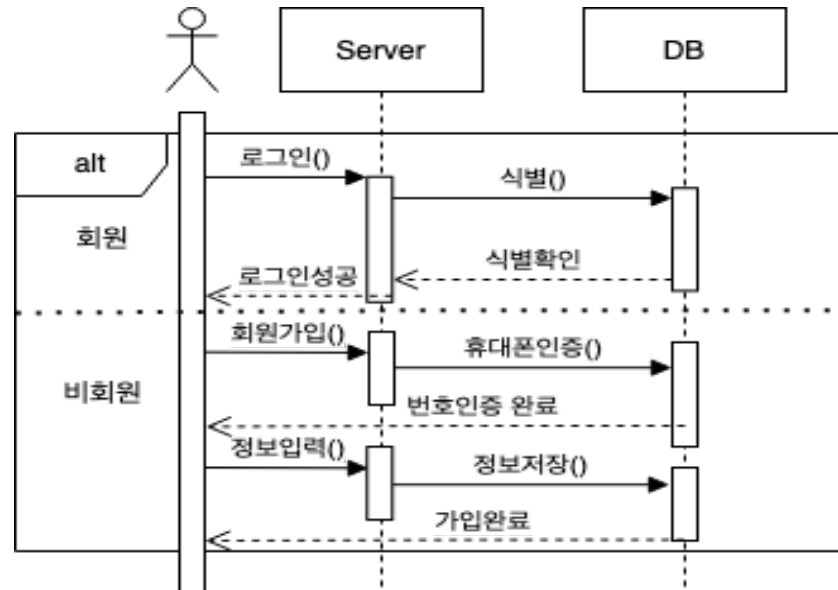 Server
DB
alt
로그인()
식별()
회원
식별확인
로그인성공
회원가입()
휴대폰인증()
비회원
번호인증 완료
정보입력()
정보저장()
가입완료